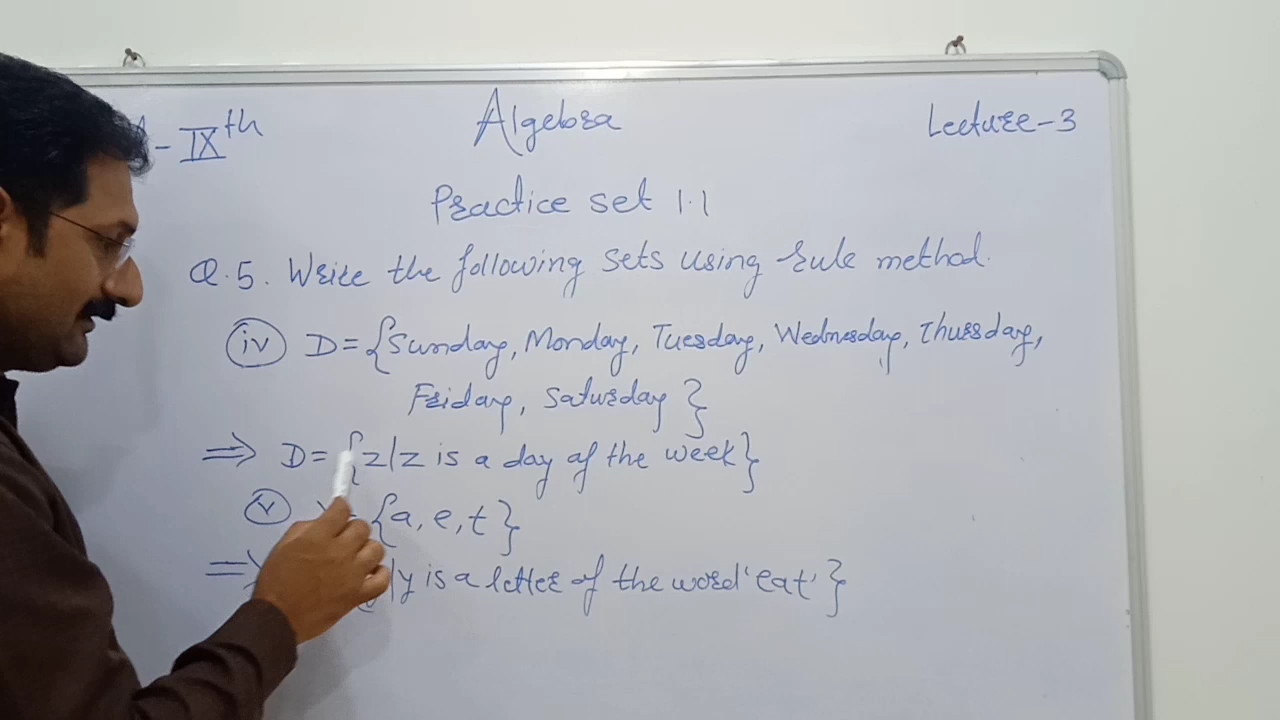 - IXth
Algebra
Lecture-3
Practice set 1.1
Q.5. Write the following sets using rule method.
(iv) D={Sunday, Monday, Tuesday, Wednesday, Thursday,
Friday, Saturday}
⇒ D={z/z is a day of the week}
(v) = {a, e, t}
⇒ /y is a letter of the word 'eat'}